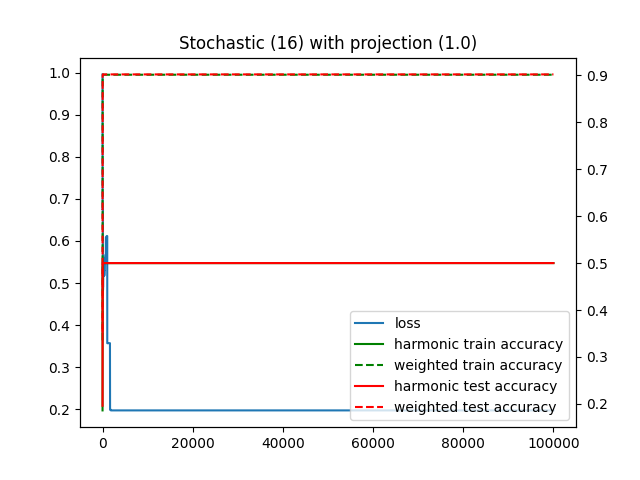 Stochastic (16) with projection (1.0)
1.0
0.9
0.8
0.7
0.6
0.5
0.4
0.3
0.2
0.9
0.8
0.7
0.6
0.5
0.4
0.3
0.2
loss
harmonic train accuracy
weighted train accuracy
harmonic test accuracy
weighted test accuracy
0 20000 40000 60000 80000 100000